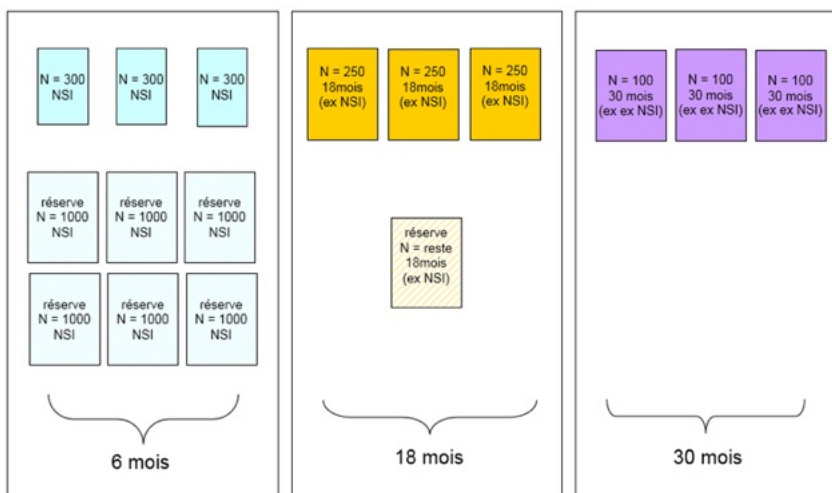 N = 300
NSI
N = 300
NSI
N = 300
NSI
réserve
N = 1000
NSI
réserve
N = 1000
NSI
réserve
N = 1000
NSI
réserve
N = 1000
NSI
réserve
N = 1000
NSI
réserve
N = 1000
NSI
6 mois
N = 250
18mois
(ex NSI)
N = 250
18mois
(ex NSI)
N = 250
18mois
(ex NSI)
réserve
N = reste
18mois
(ex NSI)
18 mois
N = 100
30 mois
(ex ex NSI)
N = 100
30 mois
(ex ex NSI)
N = 100
30 mois
(ex ex NSI)
30 mois